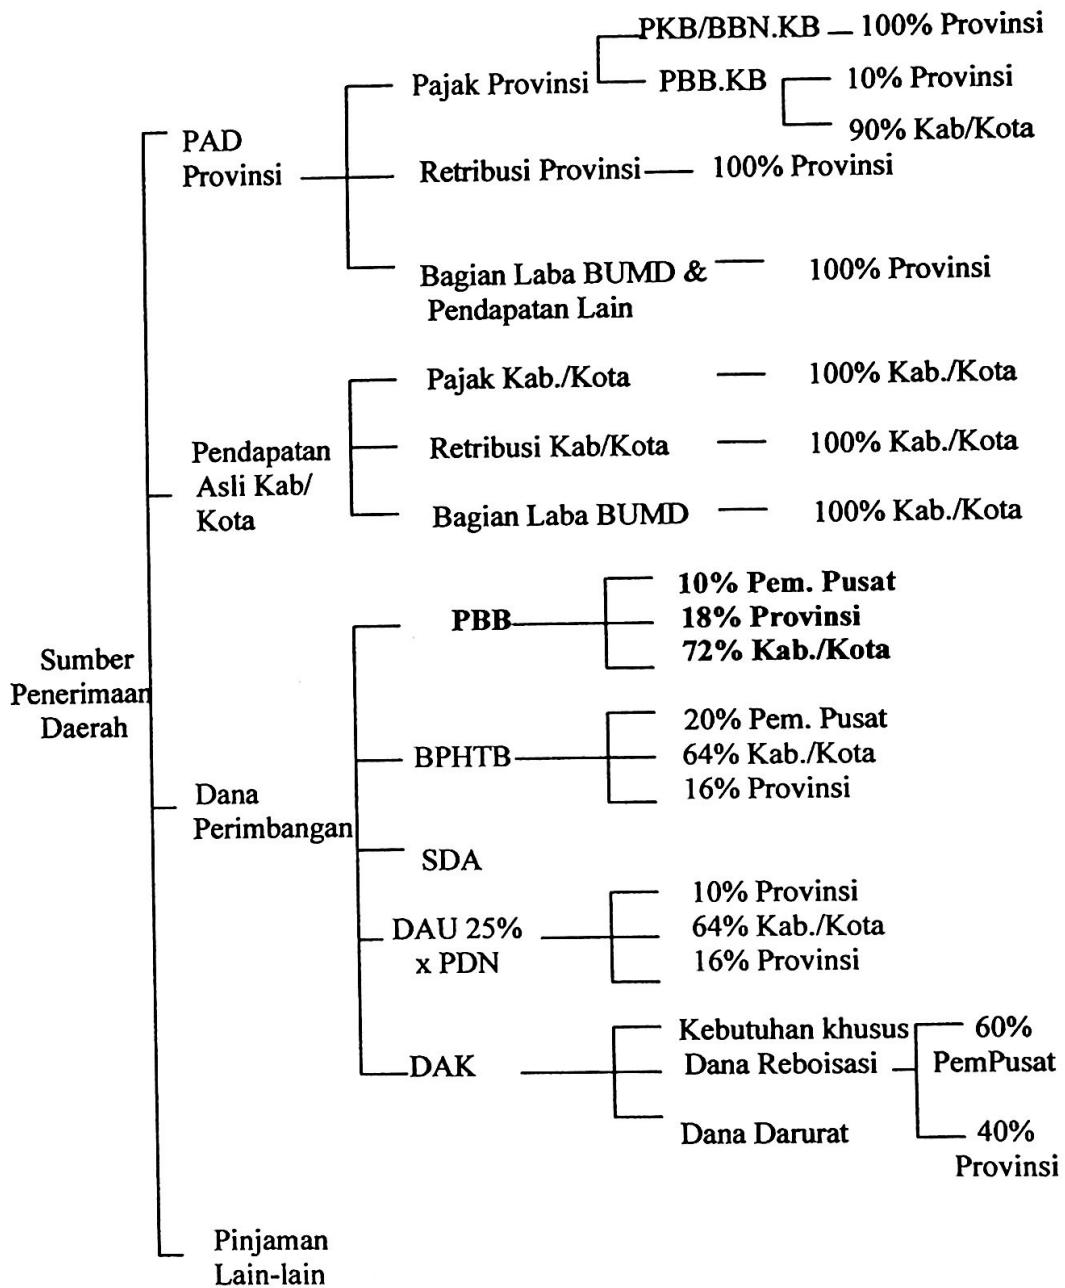 PKB/BBN.KB — 100% Provinsi
Pajak Provinsi
PBB.KB
10% Provinsi
90% Kab/Kota
PAD
Provinsi
Retribusi Provinsi — 100% Provinsi
Bagian Laba BUMD & — 100% Provinsi
Pendapatan Lain
Pajak Kab./Kota — 100% Kab./Kota
Pendapatan
Asli Kab/
Kota
Retribusi Kab/Kota — 100% Kab./Kota
Bagian Laba BUMD — 100% Kab./Kota
Sumber
Penerimaan
Daerah
Dana
Perimbangan
PBB
10% Pem. Pusat
18% Provinsi
72% Kab./Kota
BPHTB
20% Pem. Pusat
64% Kab./Kota
16% Provinsi
SDA
DAU 25%
x PDN
10% Provinsi
64% Kab./Kota
16% Provinsi
DAK
Kebutuhan khusus
Dana Reboisasi
60%
PemPusat
40%
Provinsi
Dana Darurat
Pinjaman
Lain-lain